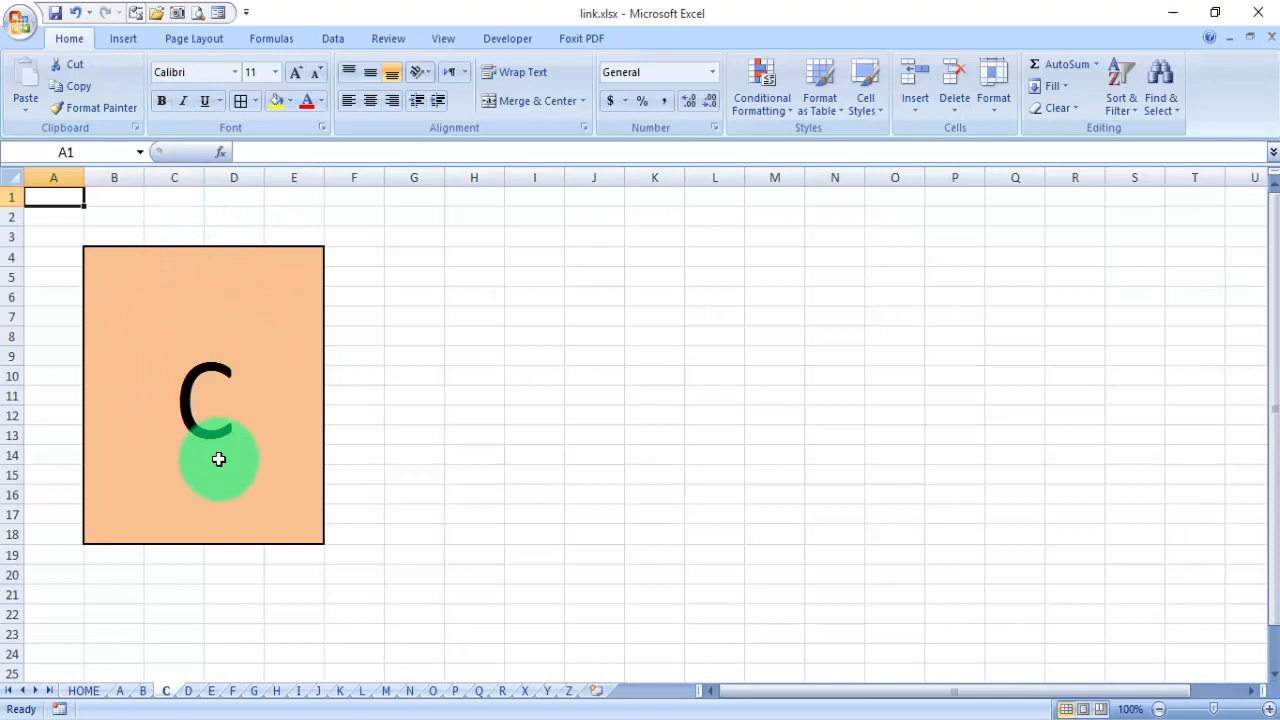 link.xlsx - Microsoft Excel
Home Insert Page Layout Formulas Data Review View Developer Foxit PDF
Paste
Cut
Copy
Format Painter
Clipboard
Calibri 11
B I U
Font
Wrap Text
Merge & Center
Alignment
General
$ % ,
Number
Conditional Formatting
Format as Table
Cell Styles
Styles
Insert
Delete
Format
Cells
AutoSum
Fill
Clear
Sort & Filter
Find & Select
Editing
A1 fx
A B C D E F G H I J K L M N O P Q R S T U
1
2
3
4
5
6
7
8
9
10
11
12
13
14
15
16
17
18
19
20
21
22
23
24
25
C
HOME A B C D E F G H I J K L M N O P Q R X Y Z
Ready 100%